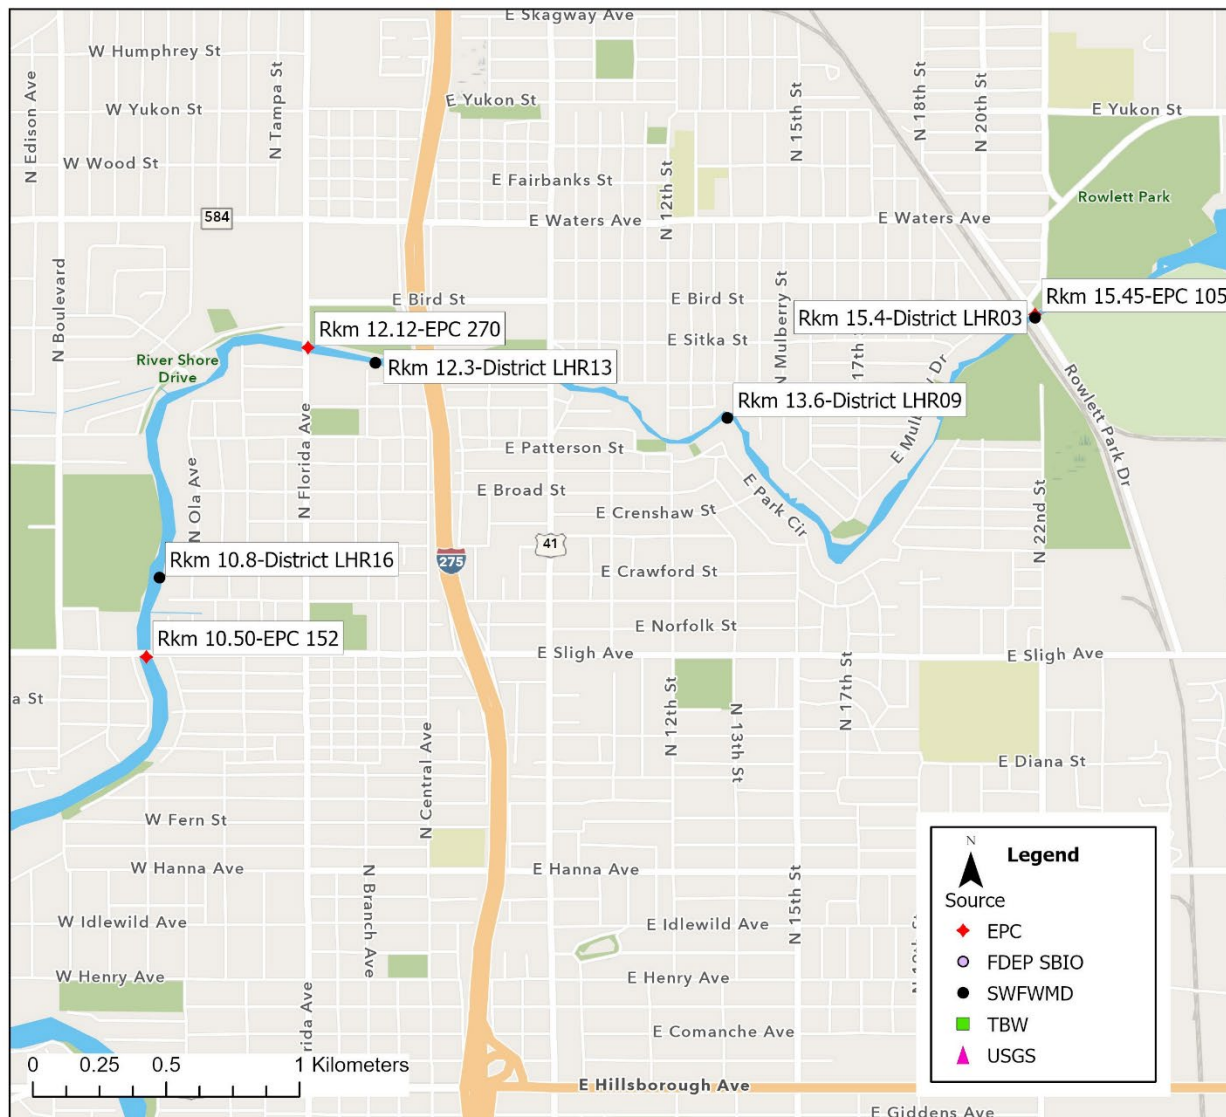 E Skagway Ave
W Humphrey St
N Edison Ave
N Tampa St
E Yukon St
W Yukon St
N 15th St
N 18th St
N 20th St
E Yukon St
W Wood St
E Fairbanks St
N 12th St
Rowlett Park
584
E Waters Ave
E Waters Ave
N Boulevard
E Bird St
E Bird St
N Mulberry St
Rkm 15.45-EPC 105
Rkm 15.4-District LHR03
Rkm 12.12-EPC 270
E Sitka St
N 17th
River Shore
Drive
Rkm 12.3-District LHR13
Rkm 13.6-District LHR09
Rowlett Park Dr
N Florida Ave
E Patterson St
N Ola Ave
E Broad St
E Park Cir
E Crenshaw St
N 22nd St
41
275
Rkm 10.8-District LHR16
E Crawford St
Rkm 10.50-EPC 152
E Norfolk St
E Sligh Ave
E Sligh Ave
a St
N 12th St
N 13th St
N 17th St
N Central Ave
E Diana St
W Fern St
W Hanna Ave
E Hanna Ave
N Branch Ave
N 15th St
W Idlewild Ave
E Idlewild Ave
W Henry Ave
E Henry Ave
rida Ave
E Comanche Ave
0 0.5 1 Kilometers
E Hillsborough Ave
E Giddens Ave
N
Legend
Source
EPC
FDEP SBIO
SWFWMD
TBW
USGS